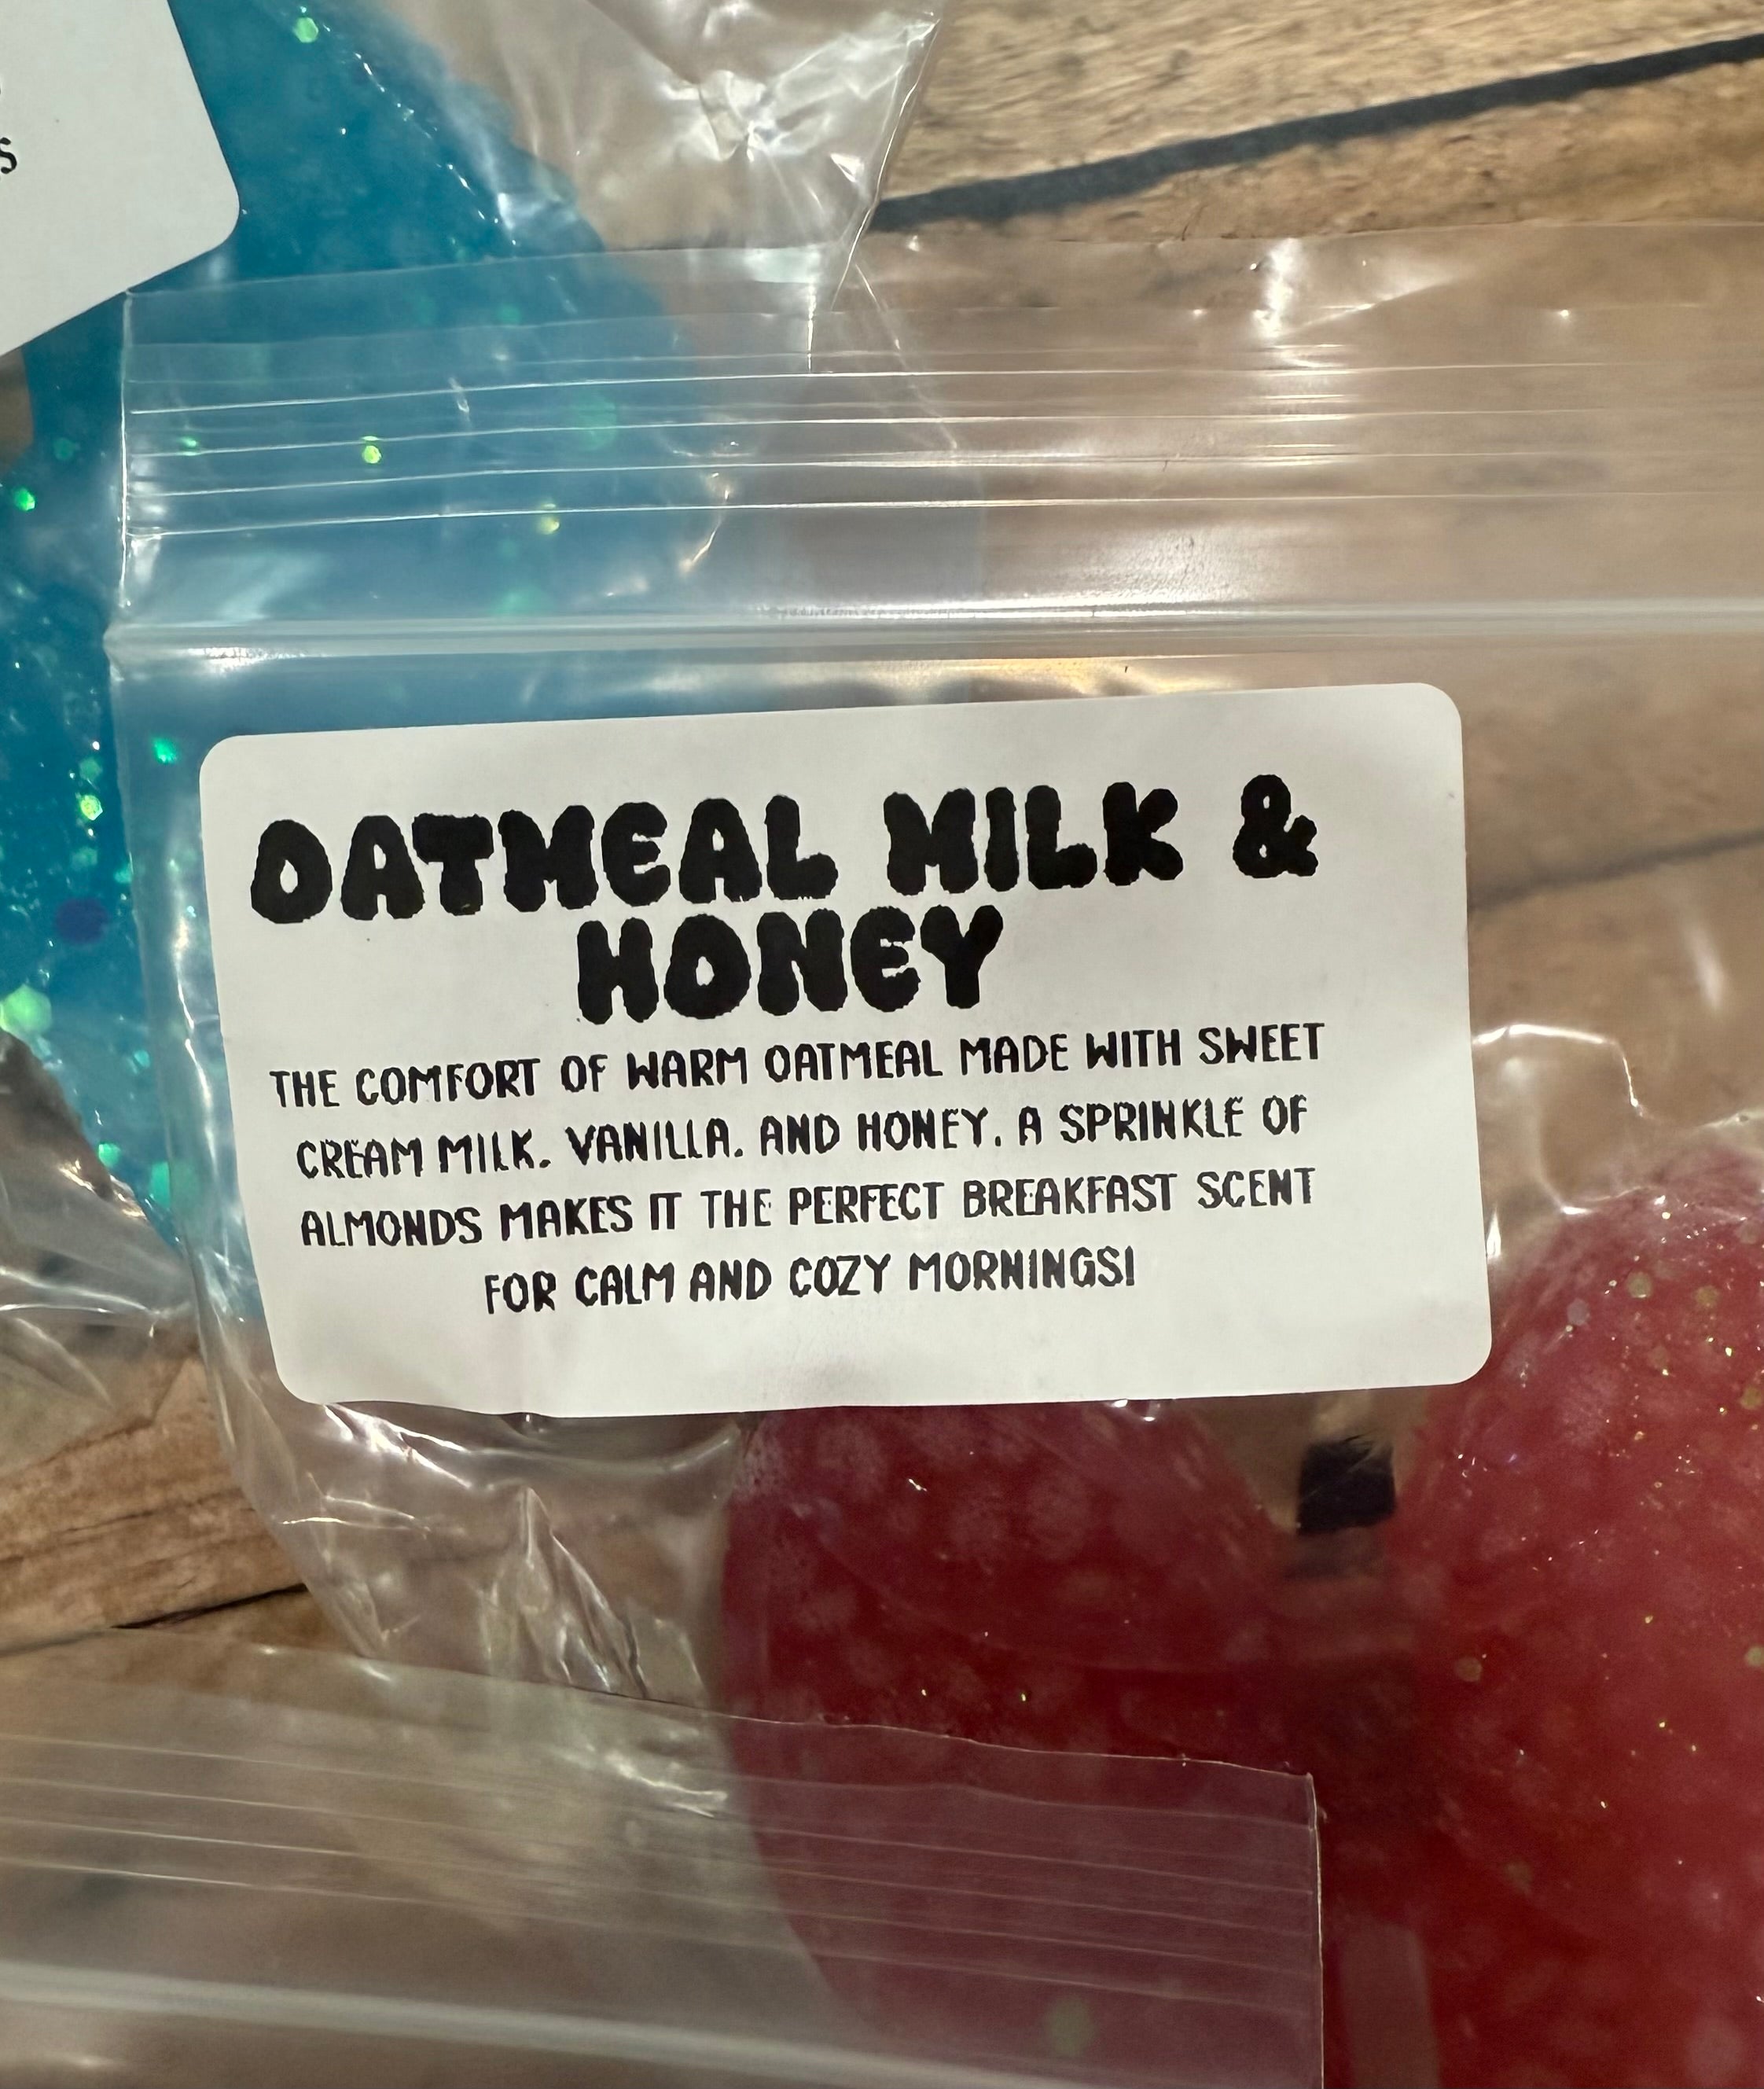 S
OATMEAL MILK &
HONEY
THE COMFORT OF WARM OATMEAL MADE WITH SWEET
CREAM MILK, VANILLA, AND HONEY. A SPRINKLE OF
ALMONDS MAKES IT THE PERFECT BREAKFAST SCENT
FOR CALM AND COZY MORNINGS!